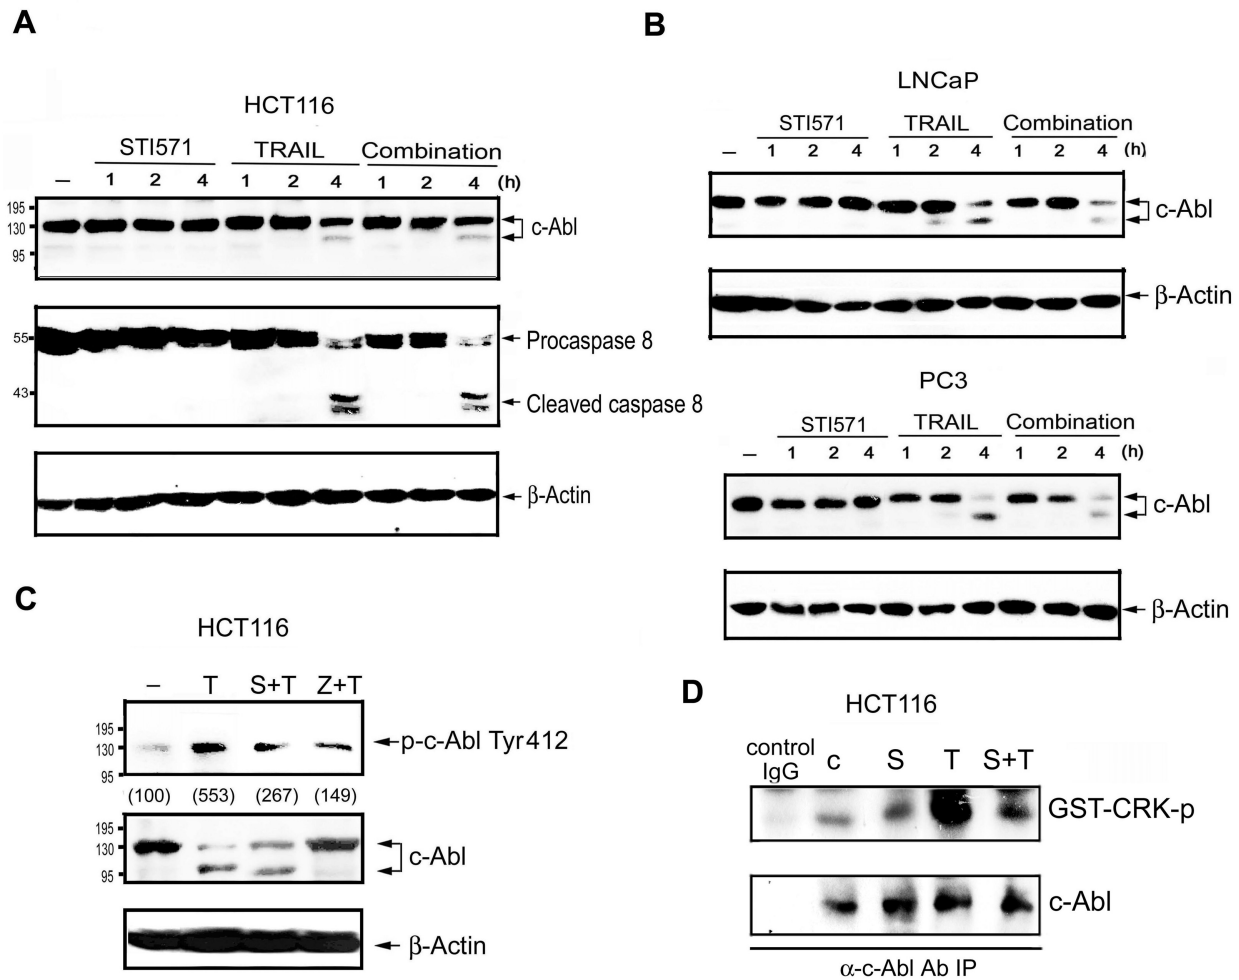 A
HCT116
STI571 TRAIL Combination
– 1 2 4 1 2 4 1 2 4 (h)
195
130
95
c-Abl
55
43
Procaspase 8
Cleaved caspase 8
β-Actin
B
LNCaP
STI571 TRAIL Combination
– 1 2 4 1 2 4 1 2 4 (h)
c-Abl
β-Actin
PC3
STI571 TRAIL Combination
– 1 2 4 1 2 4 1 2 4 (h)
c-Abl
β-Actin
C
HCT116
– T S+T Z+T
195
130
95
p-c-Abl Tyr412
(100) (553) (267) (149)
195
130
95
c-Abl
β-Actin
D
HCT116
control
IgG c S T S+T
GST-CRK-p
c-Abl
α-c-Abl Ab IP